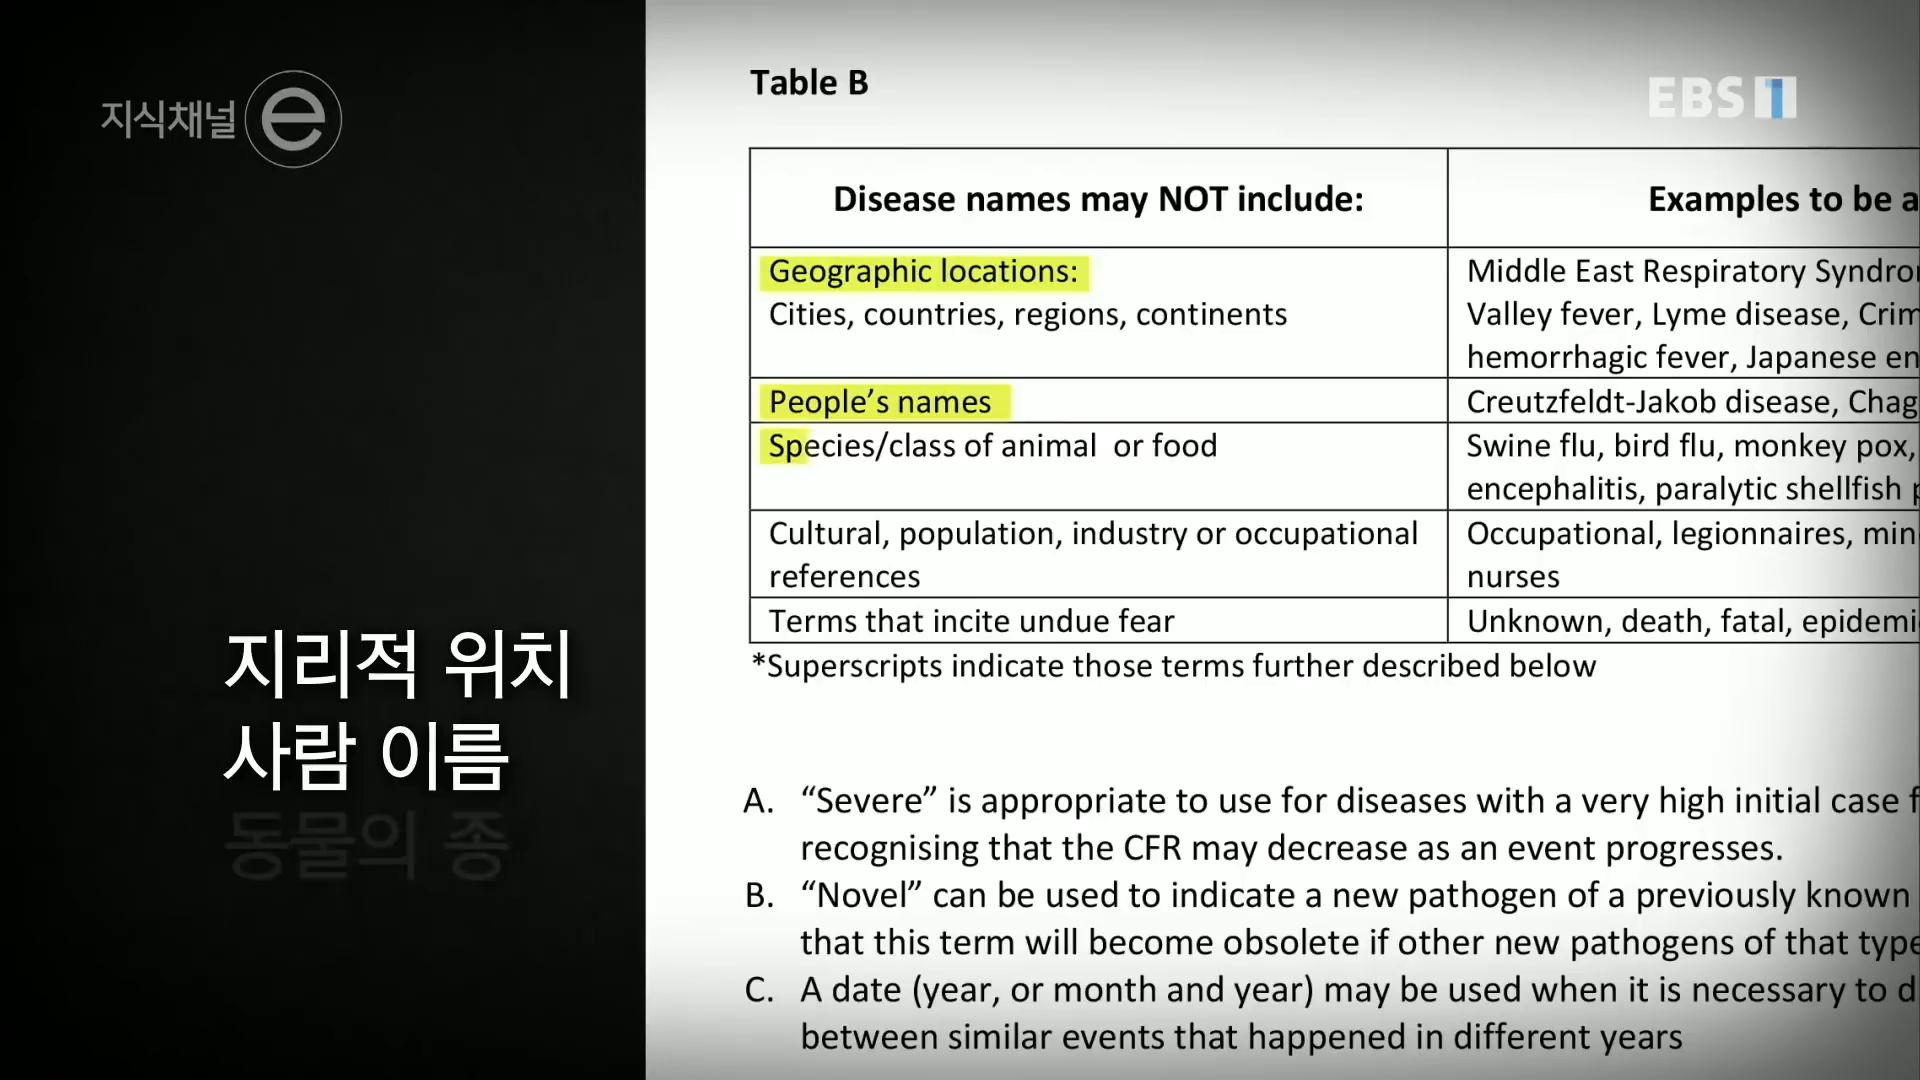 지식채널 e
EBS 1
지리적 위치
사람 이름
동물의 종
Table B
Disease names may NOT include:
Examples to be a
Geographic locations:
Cities, countries, regions, continents
Middle East Respiratory Syndro
Valley fever, Lyme disease, Crim
hemorrhagic fever, Japanese en
People’s names
Creutzfeldt-Jakob disease, Chag
Species/class of animal or food
Swine flu, bird flu, monkey pox,
encephalitis, paralytic shellfish p
Cultural, population, industry or occupational
references
Occupational, legionnaires, min
nurses
Terms that incite undue fear
Unknown, death, fatal, epidemi
*Superscripts indicate those terms further described below
A. “Severe” is appropriate to use for diseases with a very high initial case f
recognising that the CFR may decrease as an event progresses.
B. “Novel” can be used to indicate a new pathogen of a previously known
that this term will become obsolete if other new pathogens of that type
C. A date (year, or month and year) may be used when it is necessary to d
between similar events that happened in different years